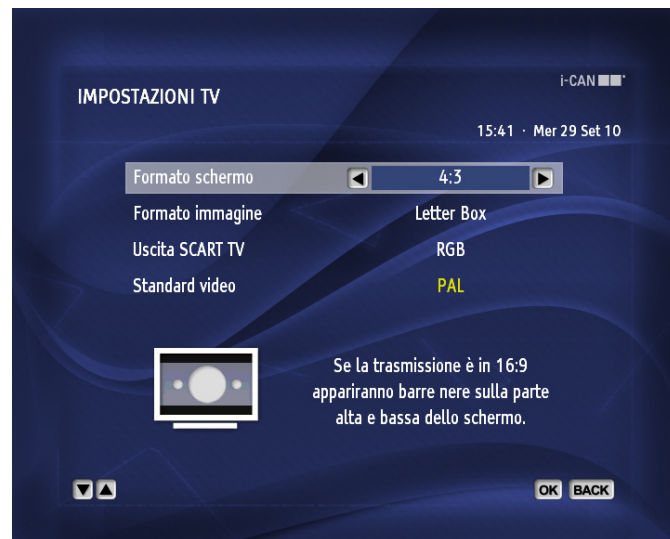 i-CAN
IMPOSTAZIONI TV
15:41 · Mer 29 Set 10
Formato schermo 4:3
Formato immagine Letter Box
Uscita SCART TV RGB
Standard video PAL
Se la trasmissione è in 16:9
appariranno barre nere sulla parte
alta e bassa dello schermo.
OK BACK